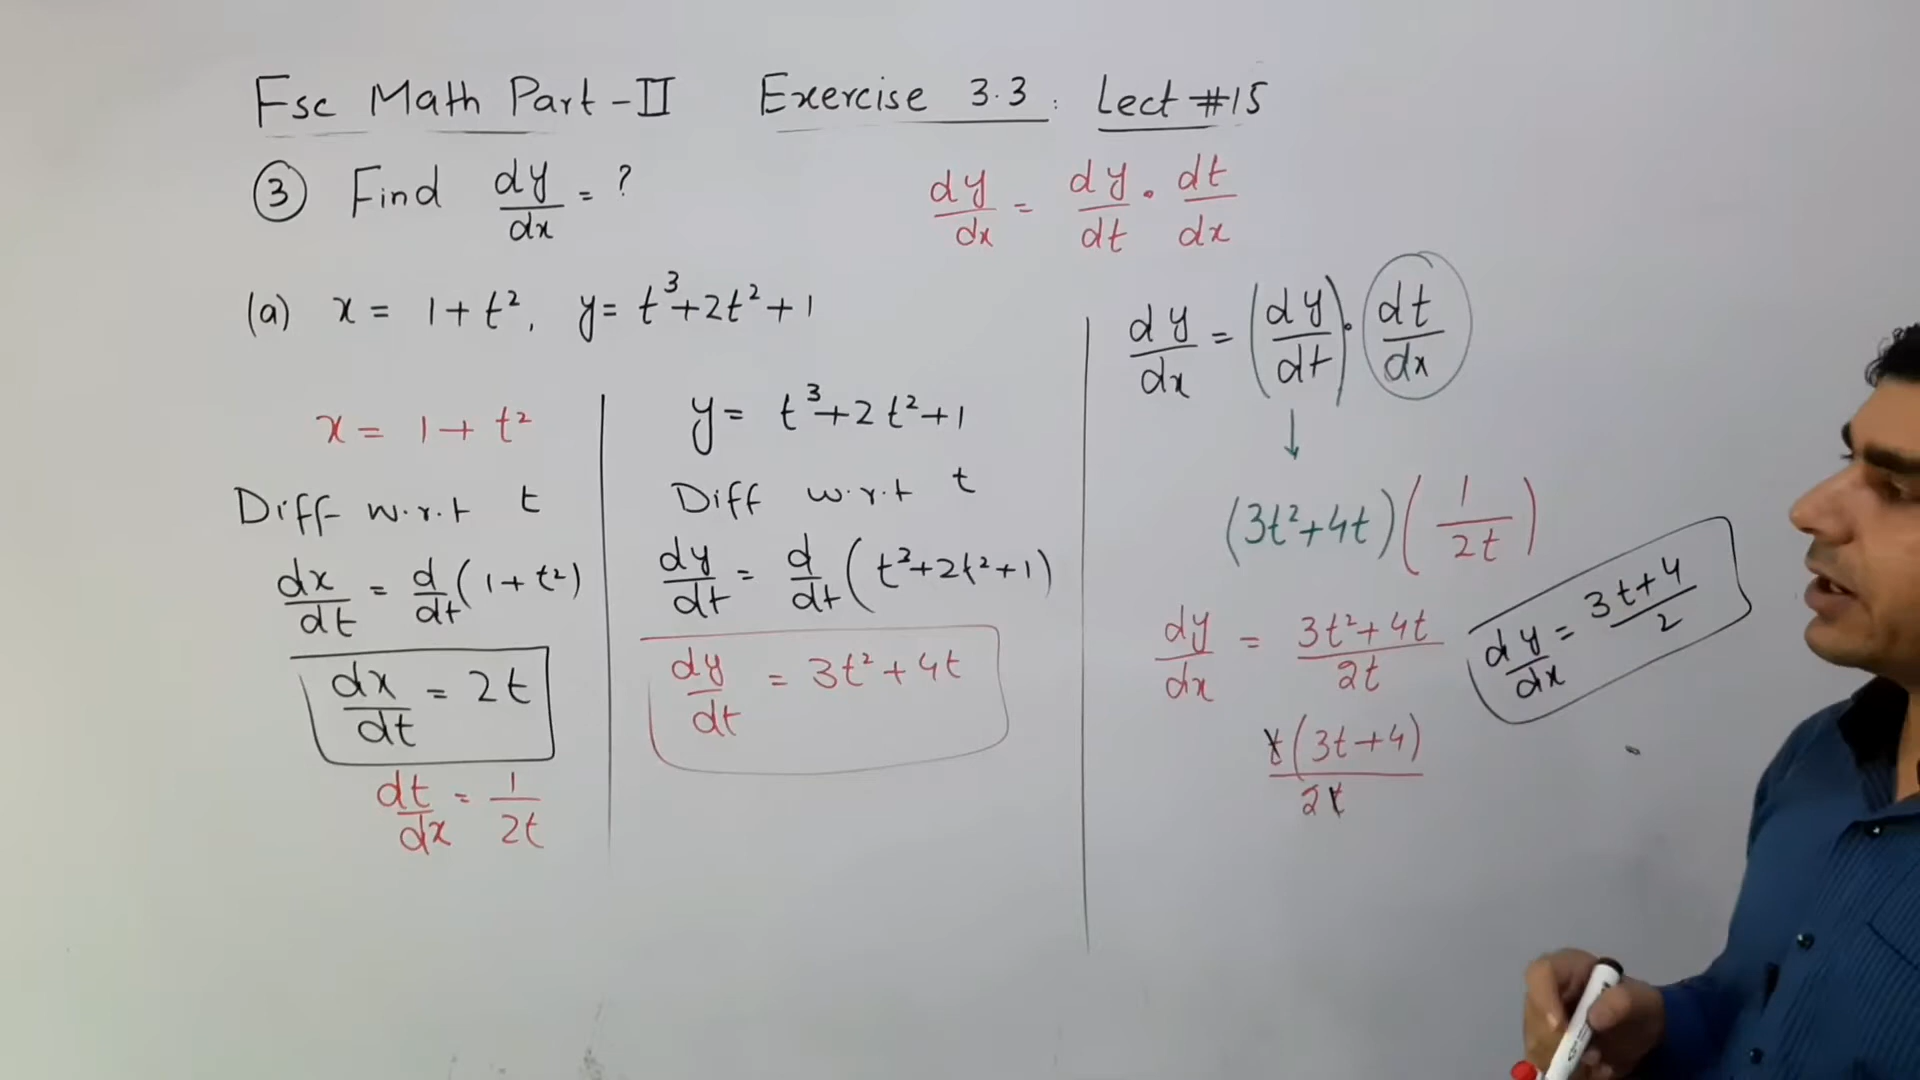 Fsc Math Part-II Exercise 3.3: Lect #15
③ Find dy/dx = ?
dy/dx = dy/dt · dt/dx
(a) x = 1 + t², y = t³+2t²+1
x = 1 + t²
Diff w.r.t t
dx/dt = d/dt (1 + t²)
dx/dt = 2t
dt/dx = 1/2t
y = t³+2t²+1
Diff w.r.t t
dy/dt = d/dt (t³+2t²+1)
dy/dt = 3t² + 4t
dy/dx = (dy/dt) · dt/dx
↓
(3t²+4t)(1/2t)
dy/dx = 3t²+4t/2t
t(3t+4)/2t
dy/dx = 3t+4/2